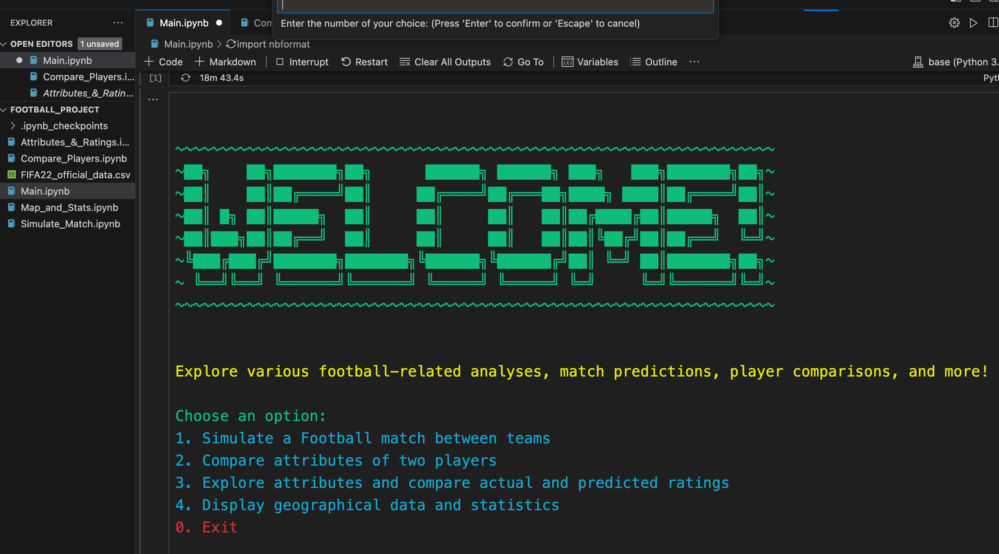 Enter the number of your choice: (Press 'Enter' to confirm or 'Escape' to cancel)
EXPLORER
Main.ipynb
OPEN EDITORS 1 unsaved
Main.ipynb
Compare_Players.i...
Attributes_&_Ratin...
FOOTBALL_PROJECT
.ipynb_checkpoints
Attributes_&_Ratings.i...
Compare_Players.ipynb
FIFA22_official_data.csv
Main.ipynb
Map_and_Stats.ipynb
Simulate_Match.ipynb
Main.ipynb > import nbformat
+ Code + Markdown Interrupt Restart Clear All Outputs Go To Variables Outline ... base (Python 3.
[1] 18m 43.4s
WELCOME!
Explore various football-related analyses, match predictions, player comparisons, and more!
Choose an option:
1. Simulate a Football match between teams
2. Compare attributes of two players
3. Explore attributes and compare actual and predicted ratings
4. Display geographical data and statistics
0. Exit